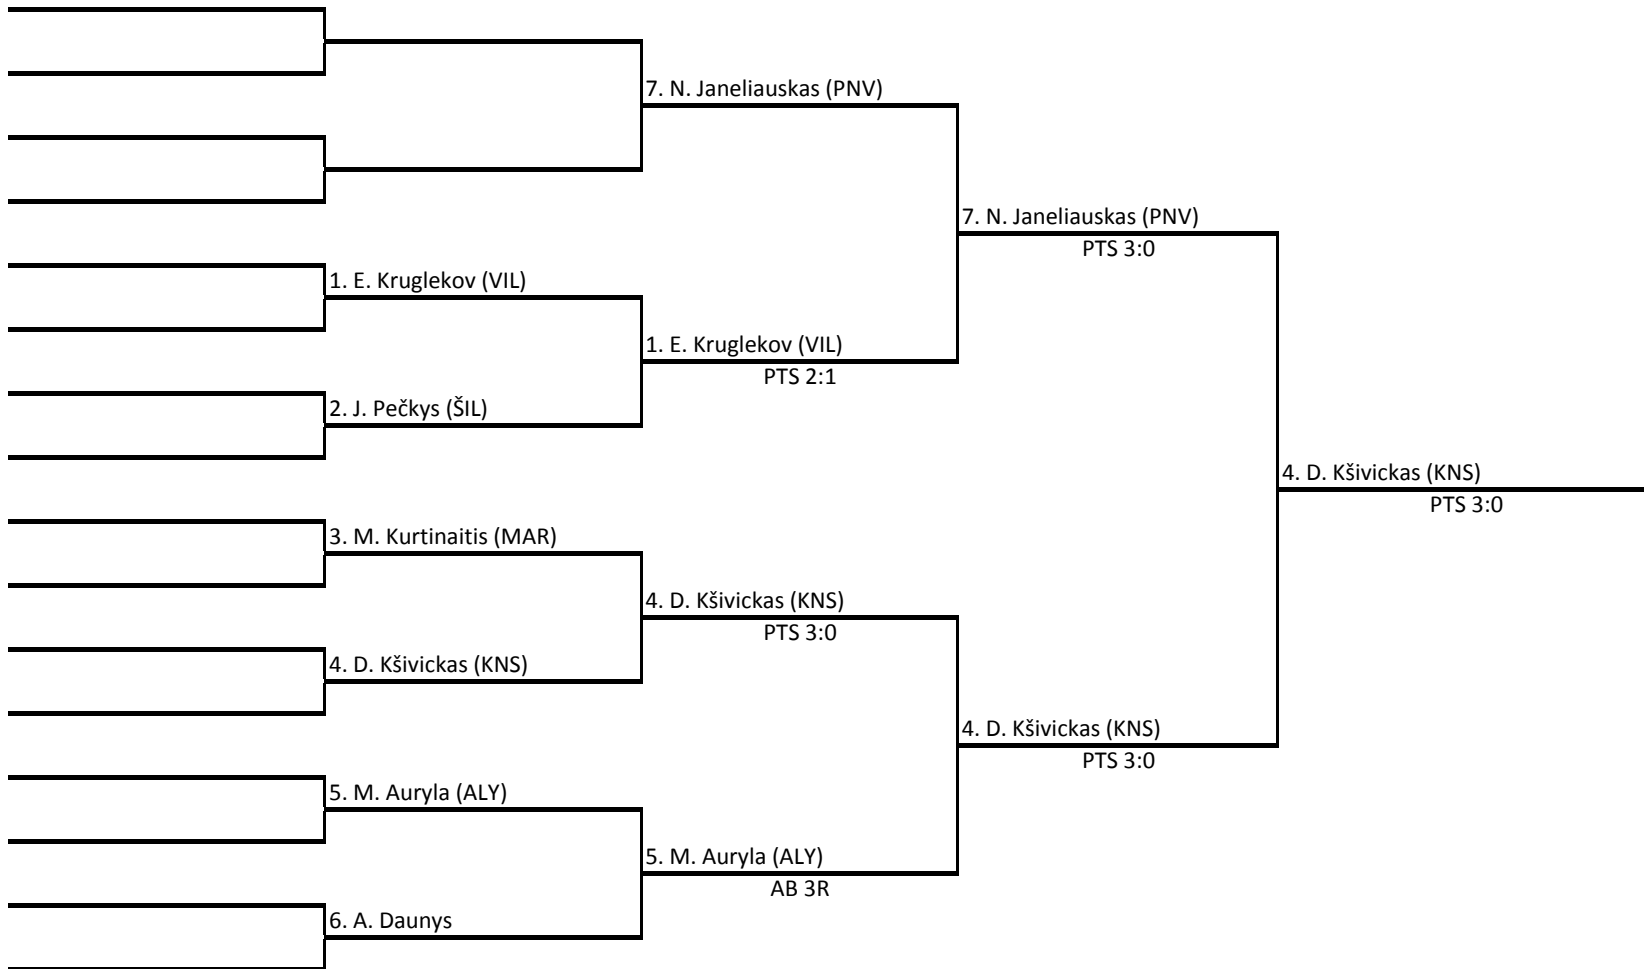 7. N. Janeliauskas (PNV)
7. N. Janeliauskas (PNV)
PTS 3:0
1. E. Kruglekov (VIL)
1. E. Kruglekov (VIL)
PTS 2:1
2. J. Pečkys (ŠIL)
4. D. Kšivickas (KNS)
PTS 3:0
3. M. Kurtinaitis (MAR)
4. D. Kšivickas (KNS)
PTS 3:0
4. D. Kšivickas (KNS)
4. D. Kšivickas (KNS)
PTS 3:0
5. M. Auryla (ALY)
5. M. Auryla (ALY)
AB 3R
6. A. Daunys